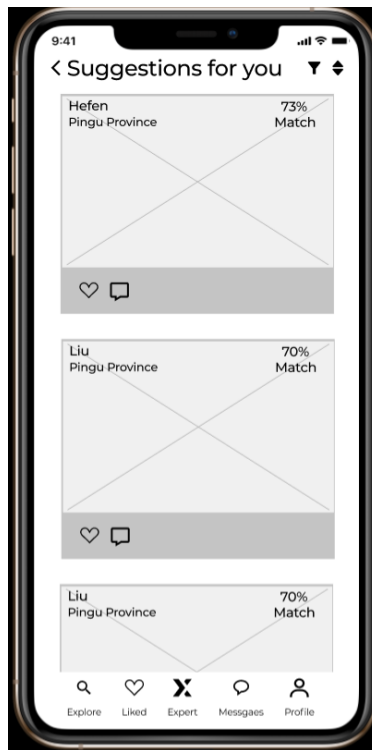 9:41
Suggestions for you
Hefen 73%
Pingu Province Match
Liu 70%
Pingu Province Match
Liu 70%
Pingu Province Match
Explore Liked Expert Messgaes Profile